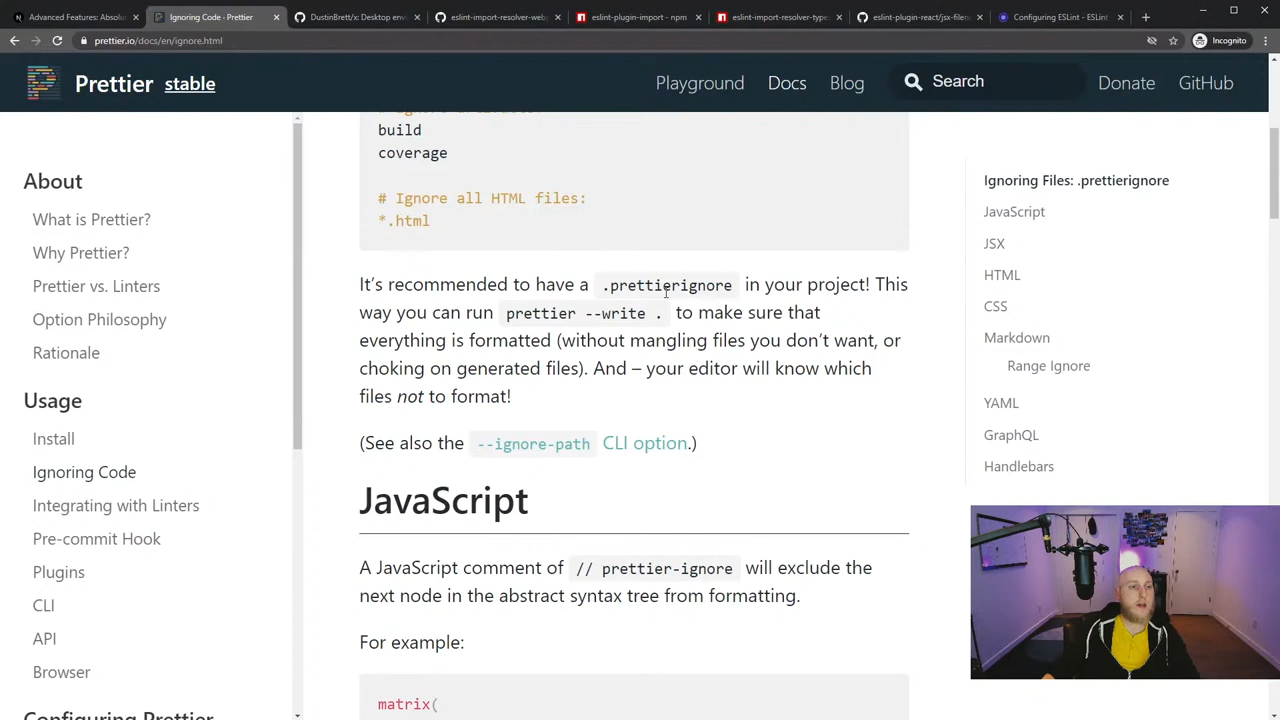 Advanced Features: Absolu
Ignoring Code · Prettier
DustinBrett/x: Desktop env
eslint-import-resolver-web
eslint-plugin-import - npm
eslint-import-resolver-type
eslint-plugin-react/jsx-filen
Configuring ESLint - ESLint
prettier.io/docs/en/ignore.html
Incognito
Prettier stable
Playground
Docs
Blog
Search
Donate
GitHub
About
What is Prettier?
Why Prettier?
Prettier vs. Linters
Option Philosophy
Rationale
Usage
Install
Ignoring Code
Integrating with Linters
Pre-commit Hook
Plugins
CLI
API
Browser
Configuring Prettier
build
coverage
# Ignore all HTML files:
*.html
It’s recommended to have a .prettierignore in your project! This
way you can run prettier --write . to make sure that
everything is formatted (without mangling files you don’t want, or
choking on generated files). And – your editor will know which
files not to format!
(See also the --ignore-path CLI option.)
JavaScript
A JavaScript comment of // prettier-ignore will exclude the
next node in the abstract syntax tree from formatting.
For example:
matrix(
Ignoring Files: .prettierignore
JavaScript
JSX
HTML
CSS
Markdown
Range Ignore
YAML
GraphQL
Handlebars